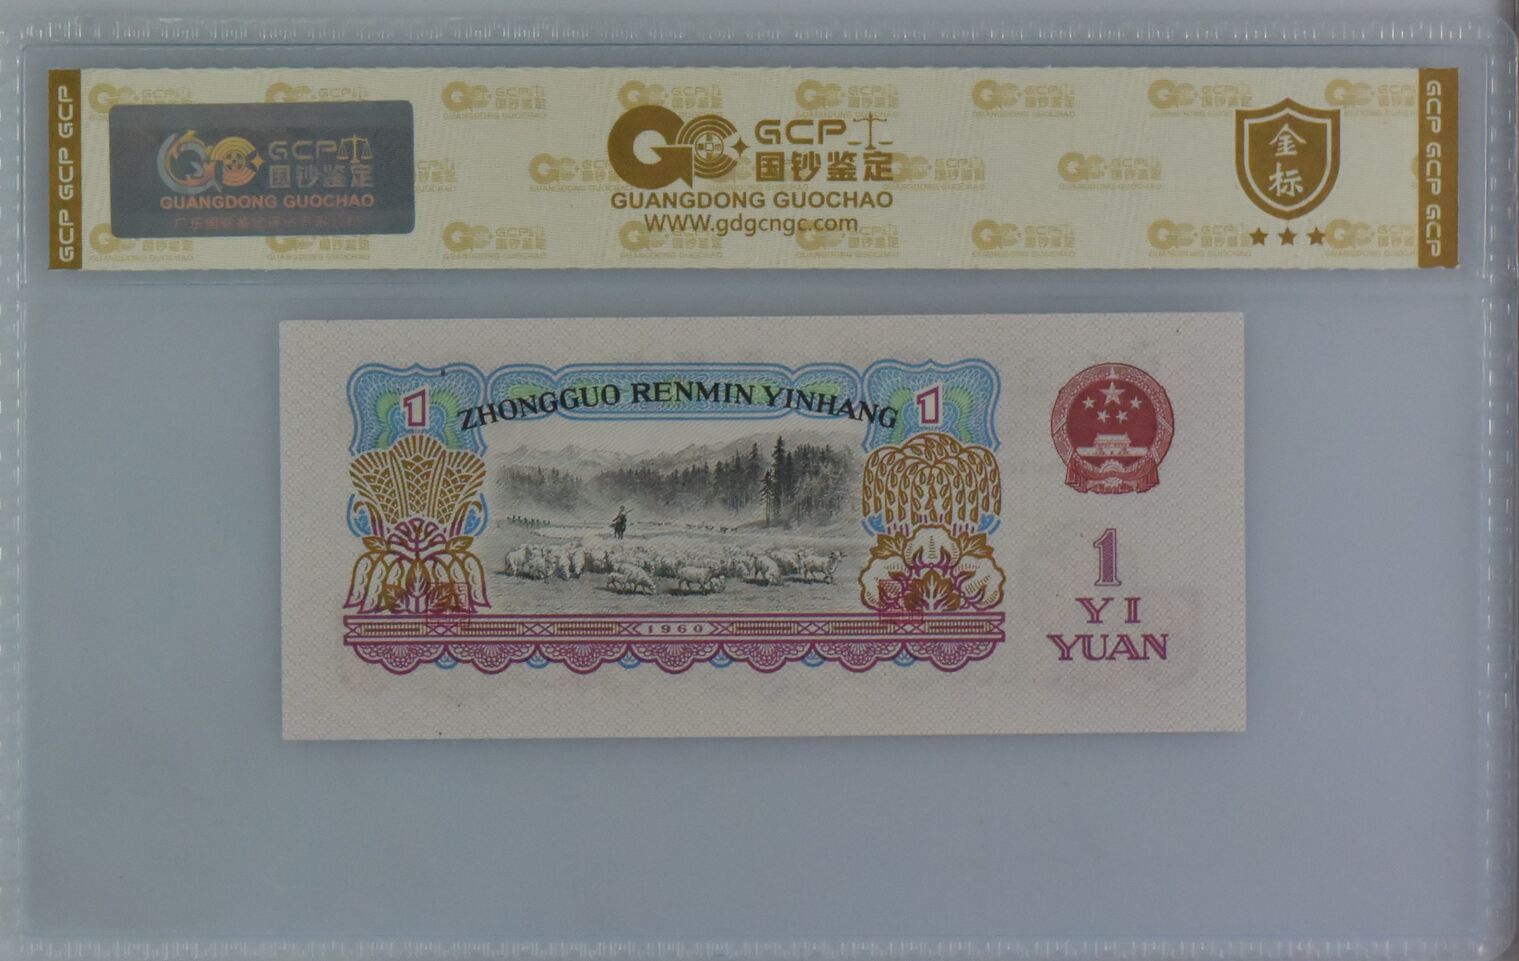 GCP GCP GCP
GCP
国钞鉴定
GUANGDONG GUOCHAO
GCP
国钞鉴定
GUANGDONG GUOCHAO
WWW.gdgcngc.com
金
标
GCP GCP GCP
1
ZHONGGUO RENMIN YINHANG
1
1960
1
YI
YUAN